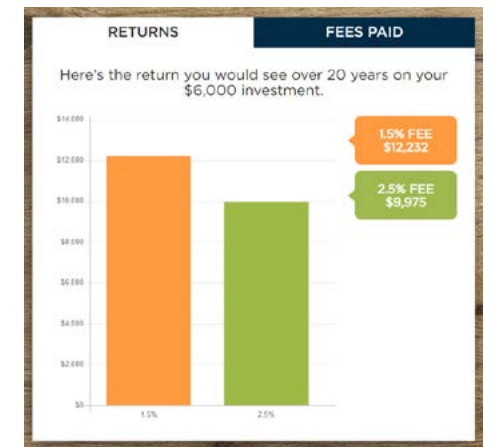 RETURNS
FEES PAID
Here's the return you would see over 20 years on your
$6,000 investment.
$14,000
$12,000
$10,000
$8,000
$6,000
$4,000
$2,000
$0
1.5% FEE
$12,232
2.5% FEE
$9,975
1.5%
2.5%